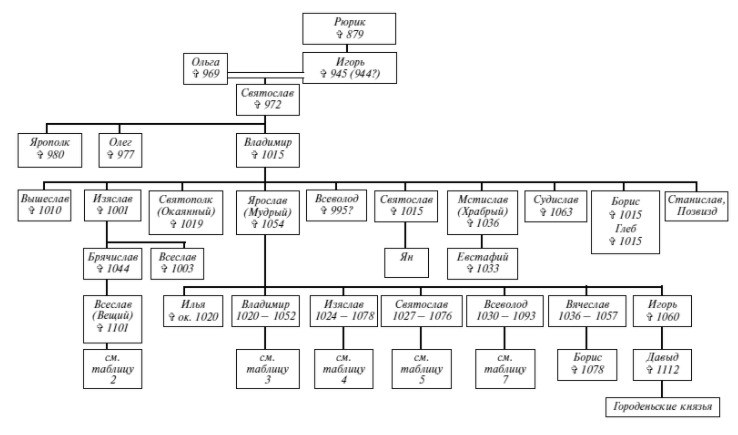 Рюрик
✞ 879
Ольга
✞ 969
Игорь
✞ 945 (944?)
Святослав
✞ 972
Ярополк
✞ 980
Олег
✞ 977
Владимир
✞ 1015
Вышеслав
✞ 1010
Изяслав
✞ 1001
Святополк
(Окаянный)
✞ 1019
Ярослав
(Мудрый)
✞ 1054
Всеволод
✞ 995?
Святослав
✞ 1015
Мстислав
(Храбрый)
✞ 1036
Судислав
✞ 1063
Борис
✞ 1015
Глеб
✞ 1015
Станислав,
Позвизд
Брячислав
✞ 1044
Всеслав
✞ 1003
Ян
Евстафий
✞ 1033
Всеслав
(Вещий)
✞ 1101
Илья
✞ ок. 1020
Владимир
1020 – 1052
Изяслав
1024 – 1078
Святослав
1027 – 1076
Всеволод
1030 – 1093
Вячеслав
1036 – 1057
Игорь
✞ 1060
см.
таблицу
2
см.
таблицу
3
см.
таблицу
4
см.
таблицу
5
см.
таблицу
7
Борис
✞ 1078
Давыд
✞ 1112
Городеньские князья